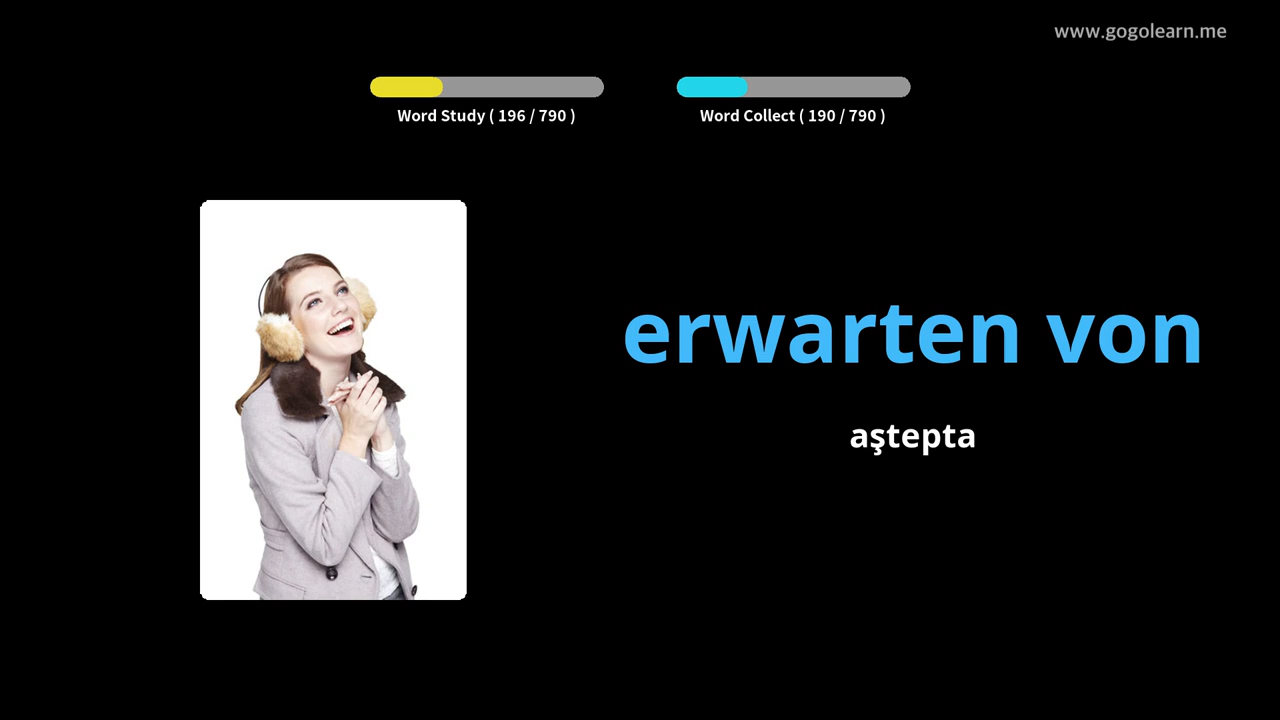 www.gogolearn.me
Word Study ( 196 / 790 )
Word Collect ( 190 / 790 )
erwarten von
aştepta